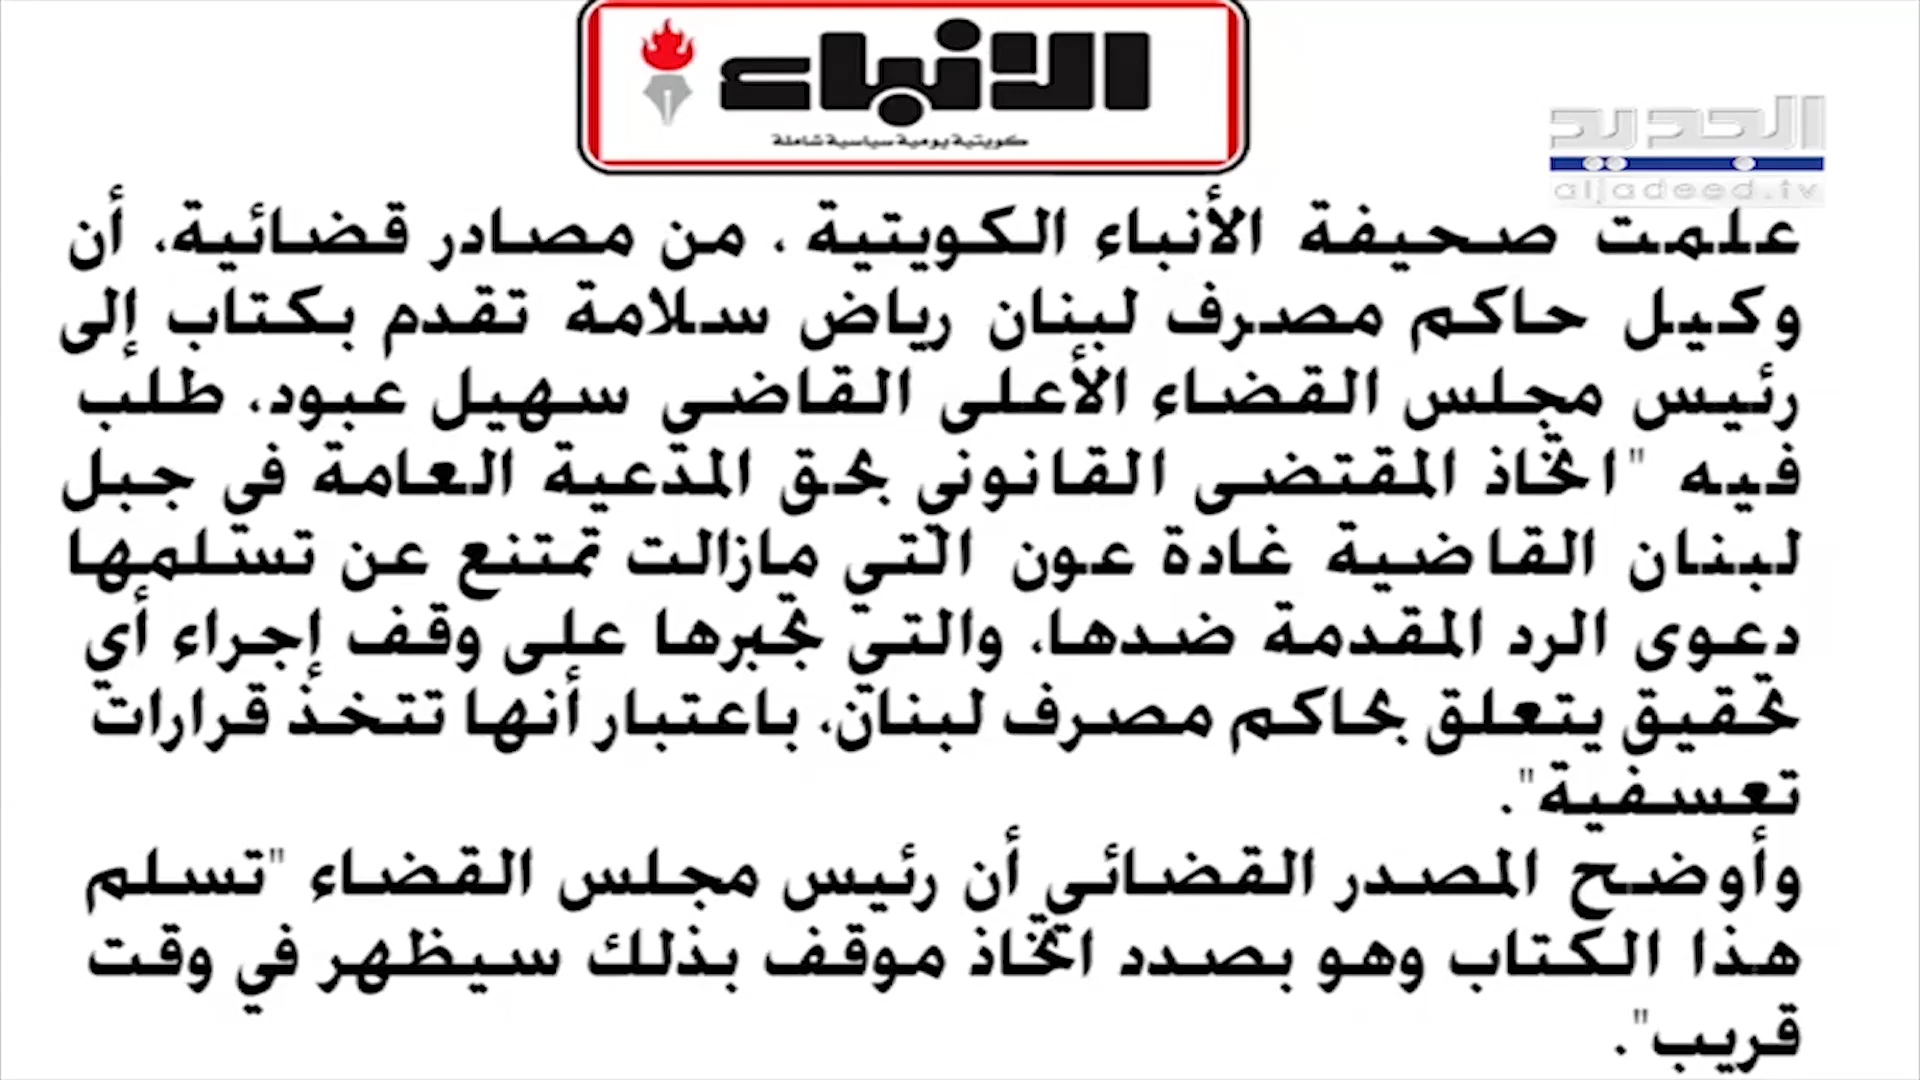 الانباء
كويتية يومية سياسية شاملة
الجديد
aljadeed.tv
علمت صحيفة الأنباء الكويتية ، من مصادر قضائية، أن
وكيل حاكم مصرف لبنان رياض سلامة تقدم بكتاب إلى
رئيس مجلس القضاء الأعلى القاضي سهيل عبود، طلب
فيه "اتخاذ المقتضى القانوني بحق المدعية العامة في جبل
لبنان القاضية غادة عون التي مازالت تمتنع عن تسلمها
دعوى الرد المقدمة ضدها، والتي تجبرها على وقف إجراء أي
تحقيق يتعلق بحاكم مصرف لبنان، باعتبار أنها تتخذ قرارات
تعسفية".
وأوضح المصدر القضائي أن رئيس مجلس القضاء "تسلم
هذا الكتاب وهو بصدد اتخاذ موقف بذلك سيظهر في وقت
قريب".